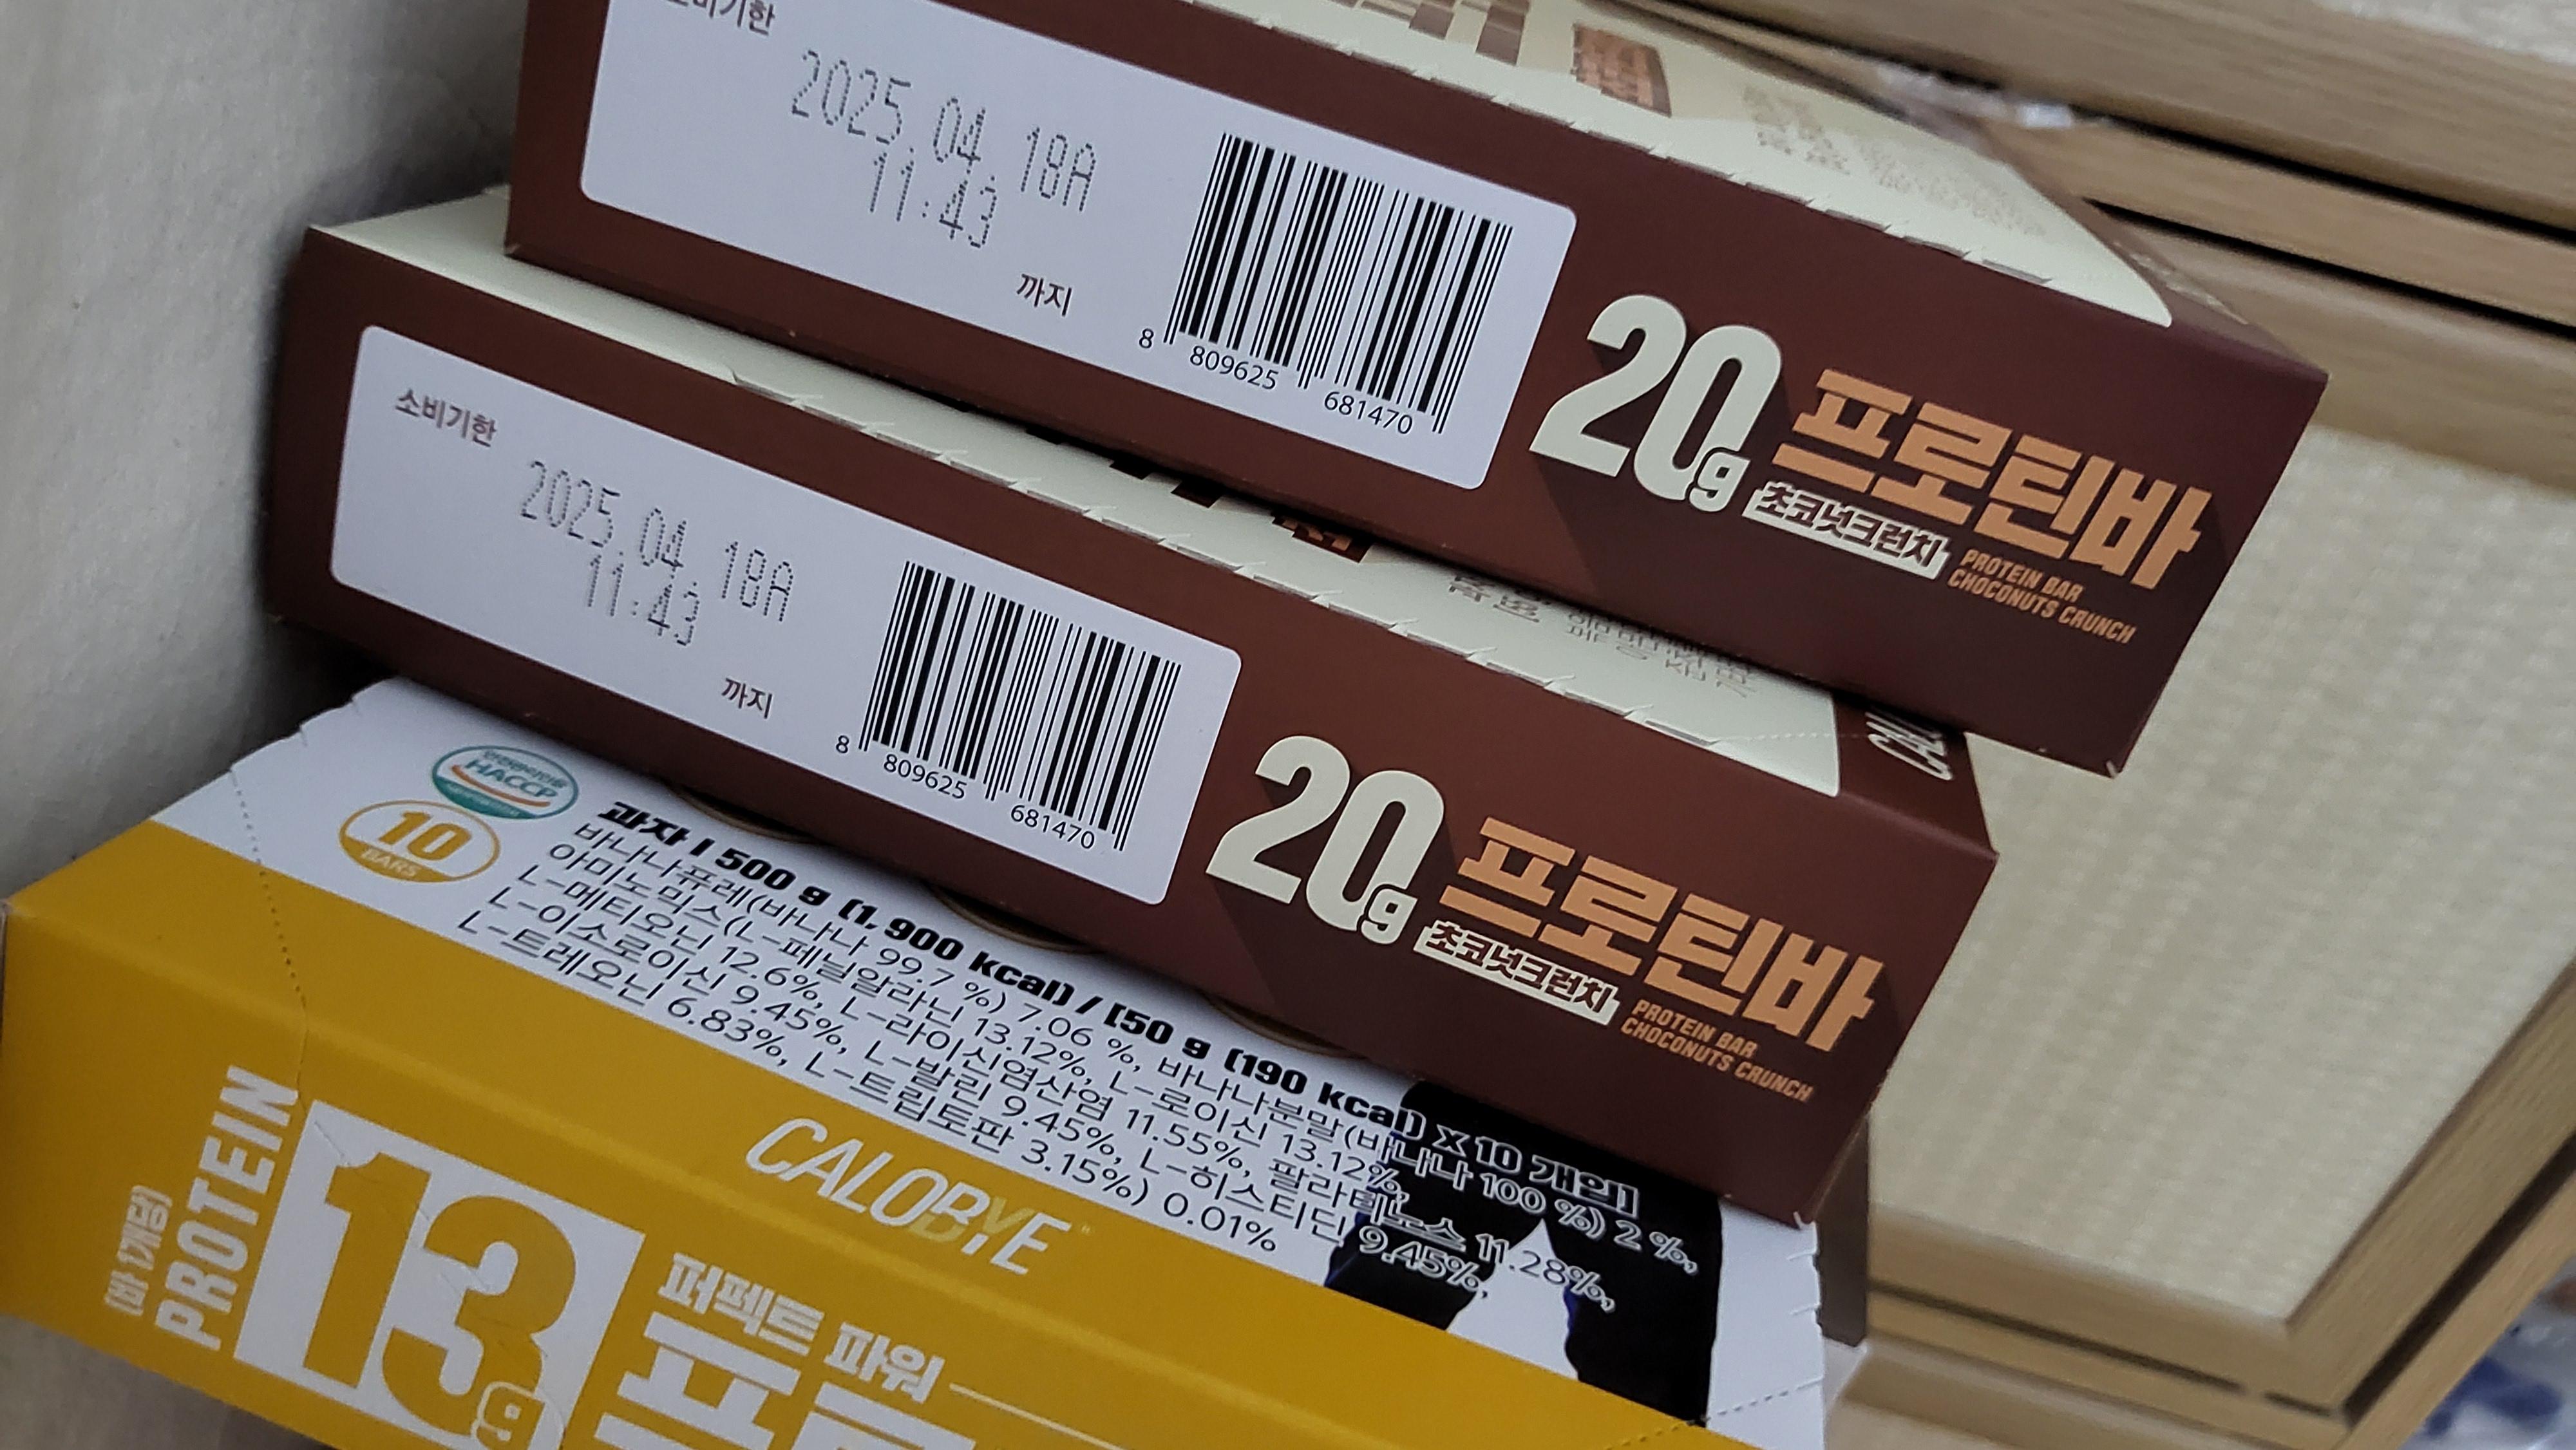 소비기한
2025.04.18A
11:43
까지
8 809625 681470
20g
프로틴바
초코넛크런치
PROTEIN BAR
CHOCONUTS CRUNCH
소비기한
2025.04.18A
11:43
까지
8 809625 681470
20g
프로틴바
초코넛크런치
PROTEIN BAR
CHOCONUTS CRUNCH
HACCP
10
BARS
과자 | 500 g (1,900 kcal) / [50 g (190 kcal) x 10 개입]
바나나퓨레(바나나 99.7 %) 7.06 %, 바나나분말(바나나 100 %) 2 %,
아미노믹스(L-페닐알라닌 13.12%, L-로이신 13.12%,
L-메티오닌 12.6%, L-라이신염산염 11.55%, 팔라티노스 11.28%,
L-이소로이신 9.45%, L-발린 9.45%, L-히스티딘 9.45%,
L-트레오닌 6.83%, L-트립토판 3.15%) 0.01%
(바 1개당)
PROTEIN
13g
CALOBYE
퍼펙트 파워